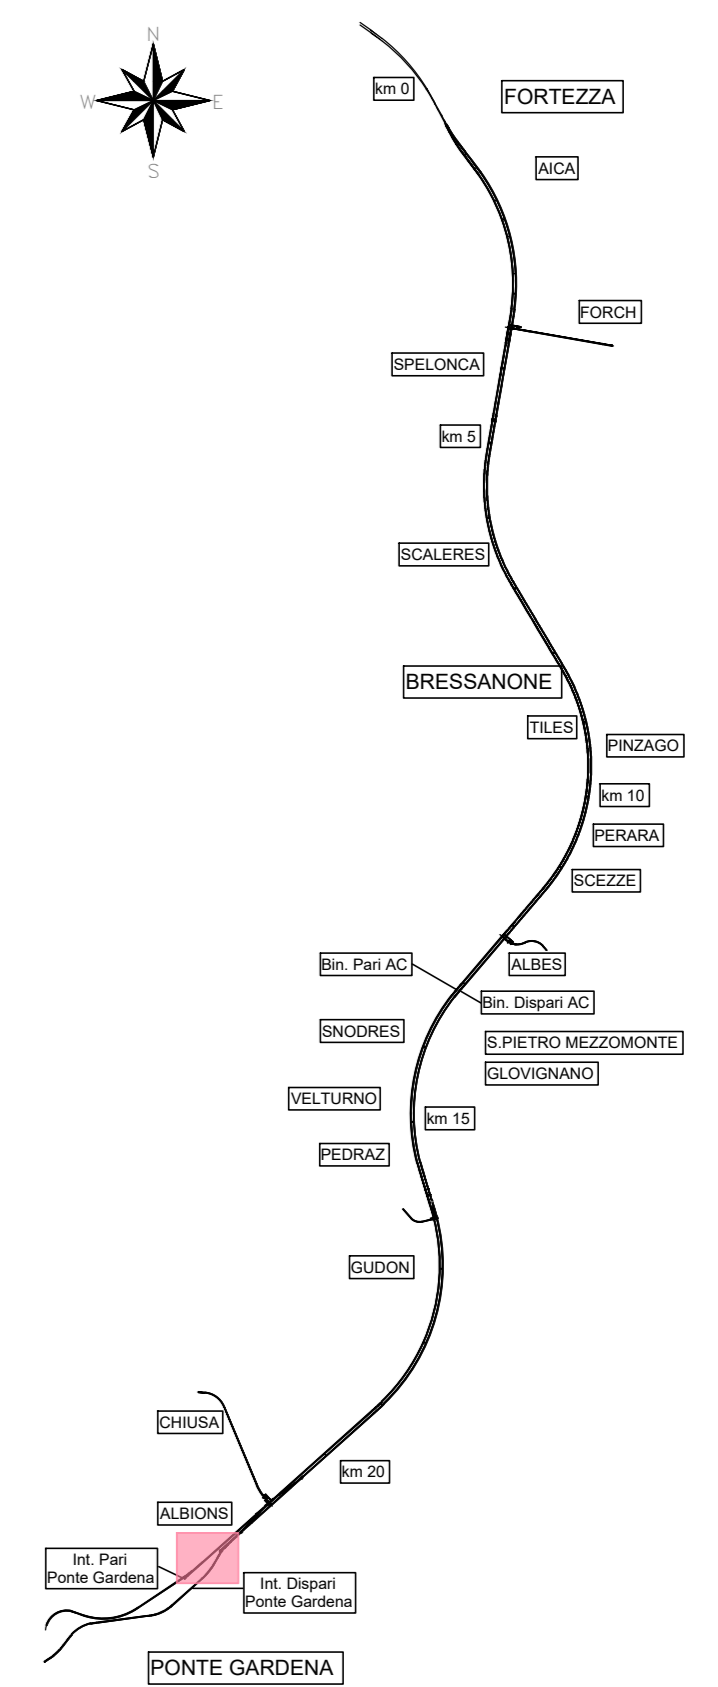 N
km 0
FORTEZZA
W
E
S
AICA
FORCH
SPELONCA
km 5
SCALERES
BRESSANONE
TILES
PINZAGO
km 10
PERARA
SCEZZE
Bin. Pari AC
ALBES
Bin. Dispari AC
SNODRES
S.PIETRO MEZZOMONTE
GLOVIGNANO
VELTURNO
km 15
PEDRAZ
GUDON
CHIUSA
km 20
ALBIONS
Int. Pari
Ponte Gardena
Int. Dispari
Ponte Gardena
PONTE GARDENA